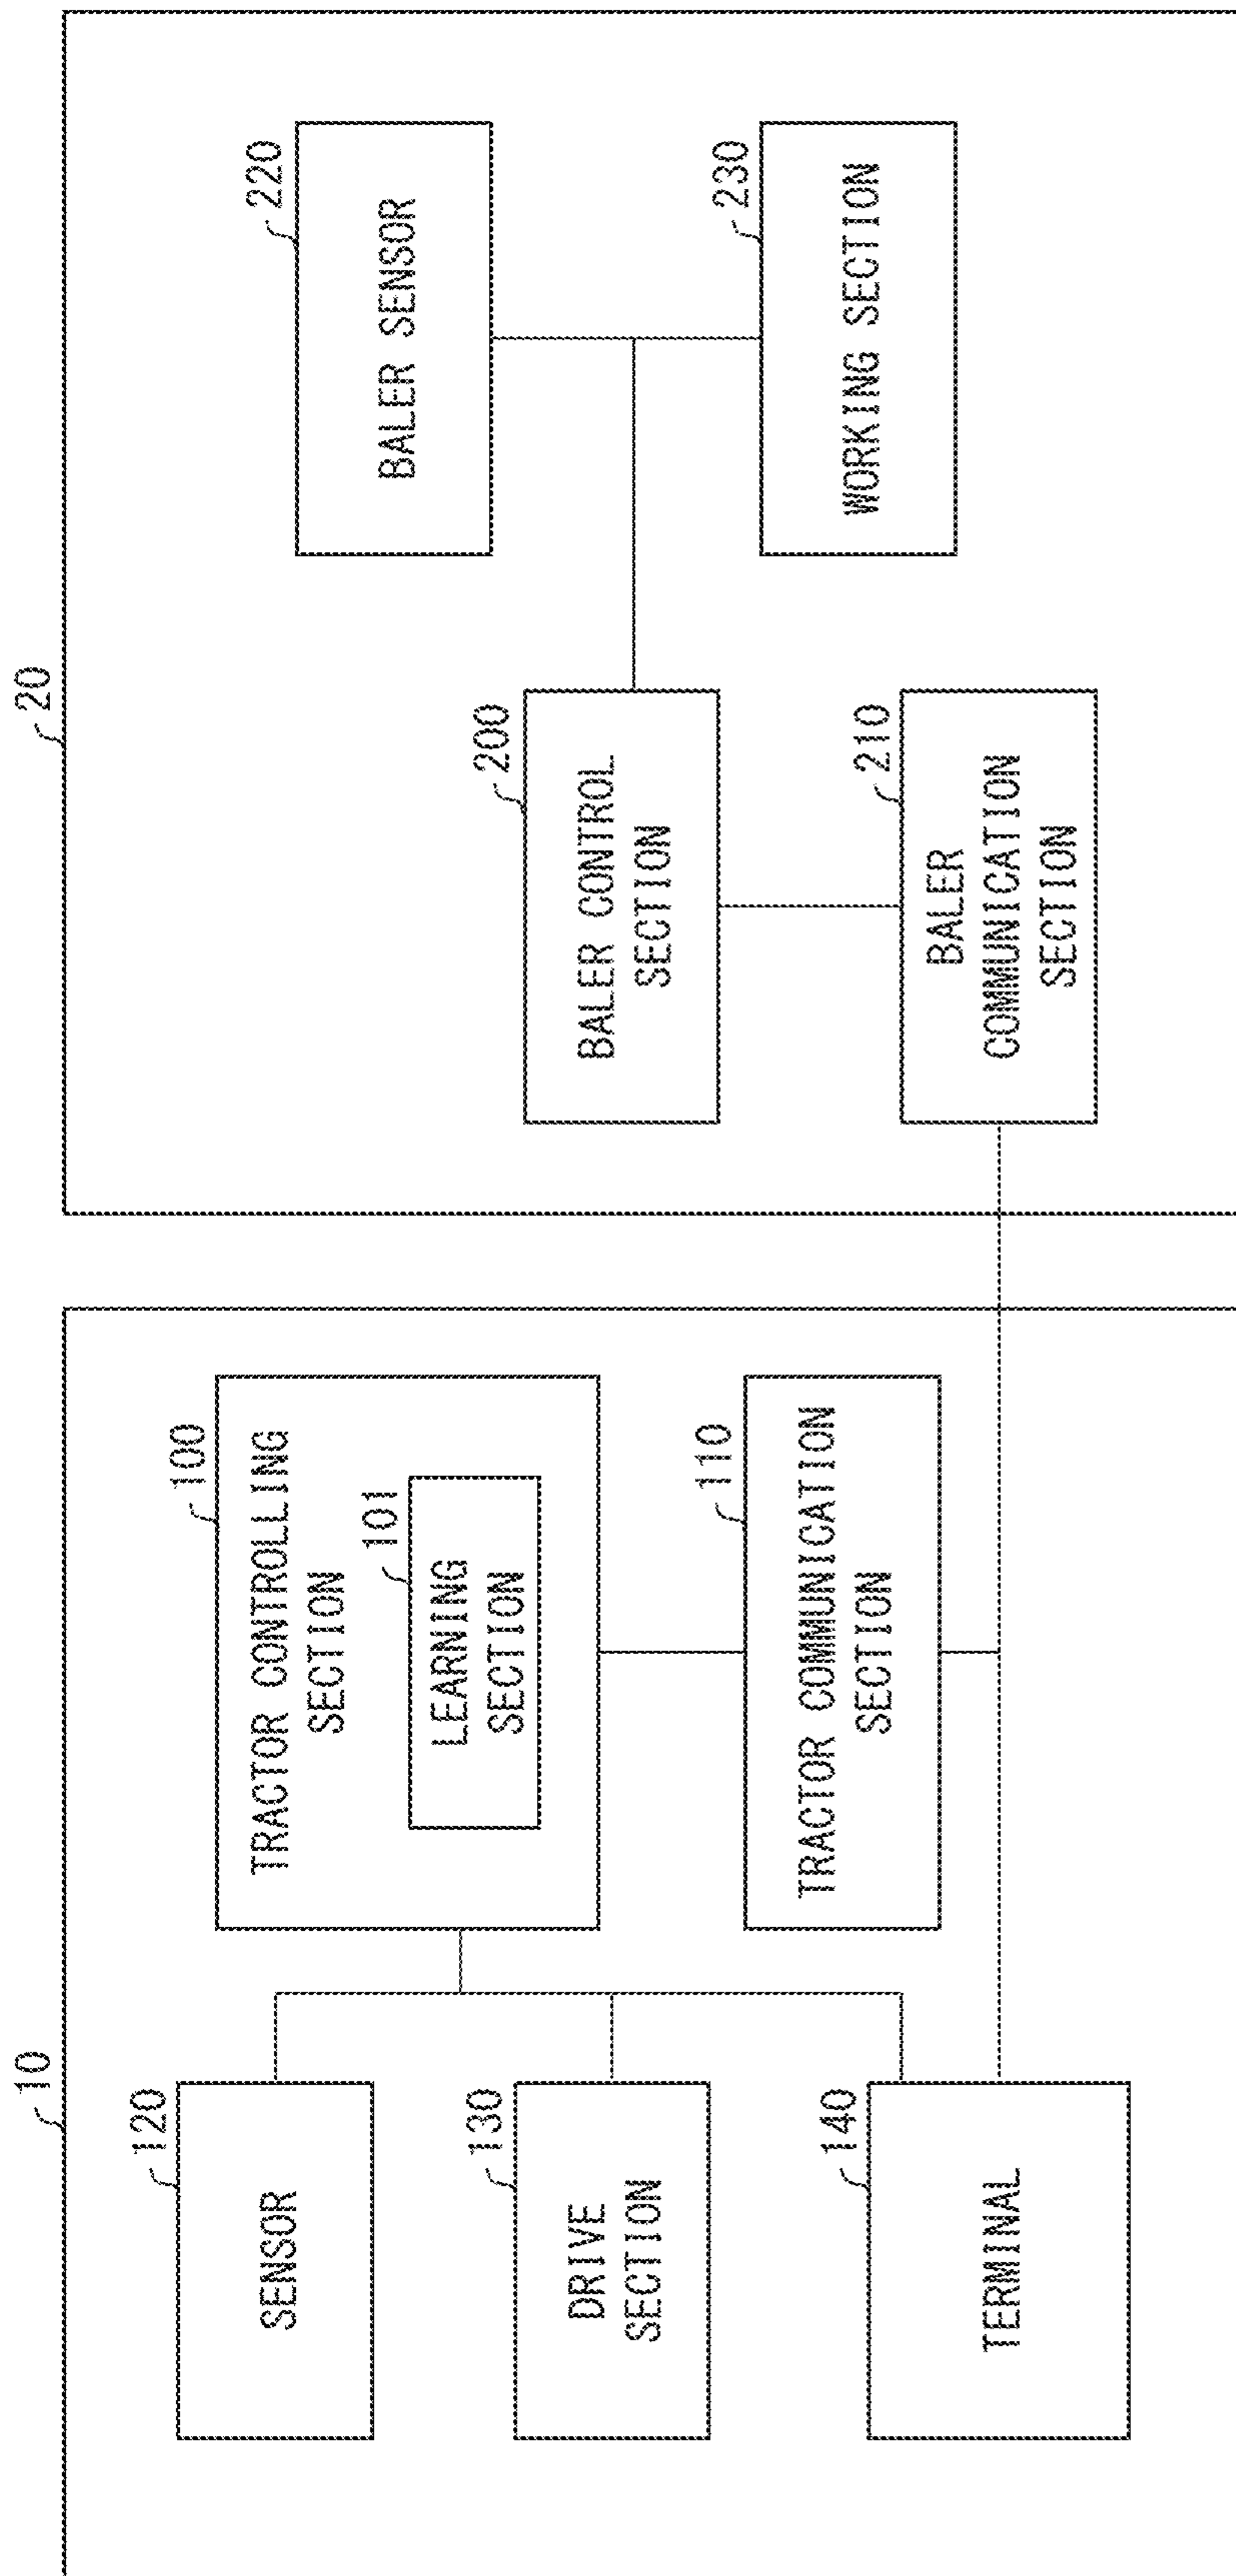 10
120
SENSOR
130
DRIVE
SECTION
140
TERMINAL
100
TRACTOR CONTROLLING
SECTION
101
LEARNING
SECTION
110
TRACTOR COMMUNICATION
SECTION
20
200
BALER CONTROL
SECTION
210
BALER
COMMUNICATION
SECTION
220
BALER SENSOR
230
WORKING SECTION